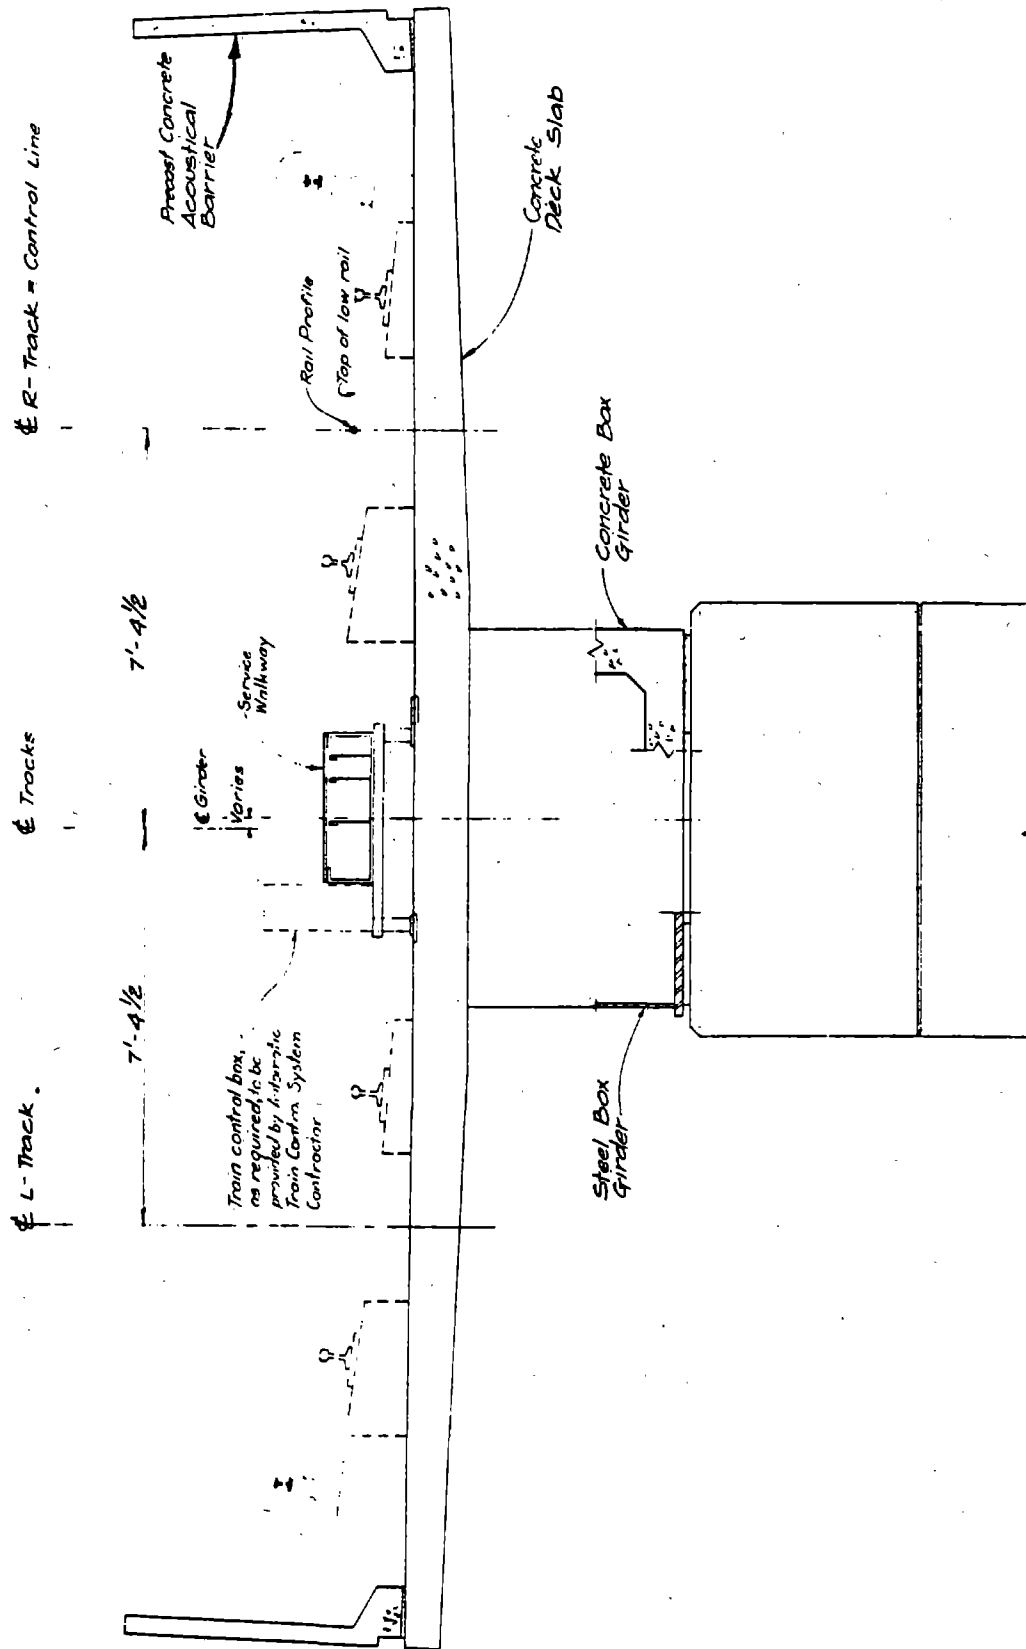 ℄ L-Track.
℄ Tracks
℄ R-Track = Control Line
7'-4½
7'-4½
℄ Girder
Varies
Service
Walkway
Train control box,
as required, to be
provided by Automatic
Train Control System
Contractor
Rail Profile
Top of low rail
Precast Concrete
Acoustical
Barrier
Concrete
Deck Slab
Steel Box
Girder
Concrete Box
Girder